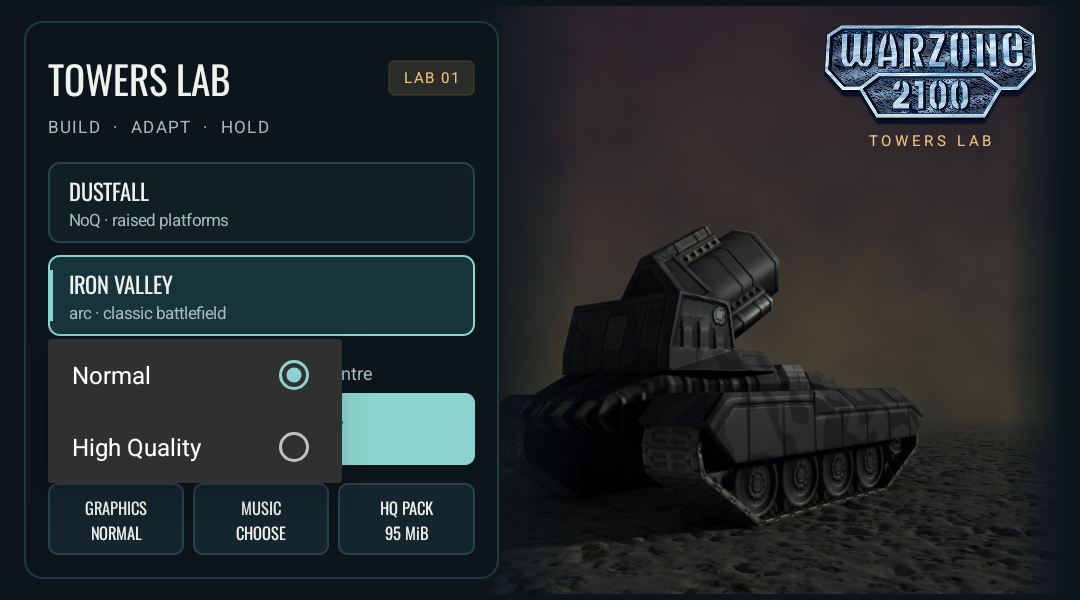 TOWERS LAB
LAB 01
BUILD · ADAPT · HOLD
DUSTFALL
NoQ · raised platforms
IRON VALLEY
arc · classic battlefield
Normal
High Quality
GRAPHICS
NORMAL
MUSIC
CHOOSE
HQ PACK
95 MiB
WARZONE
2100
TOWERS LAB